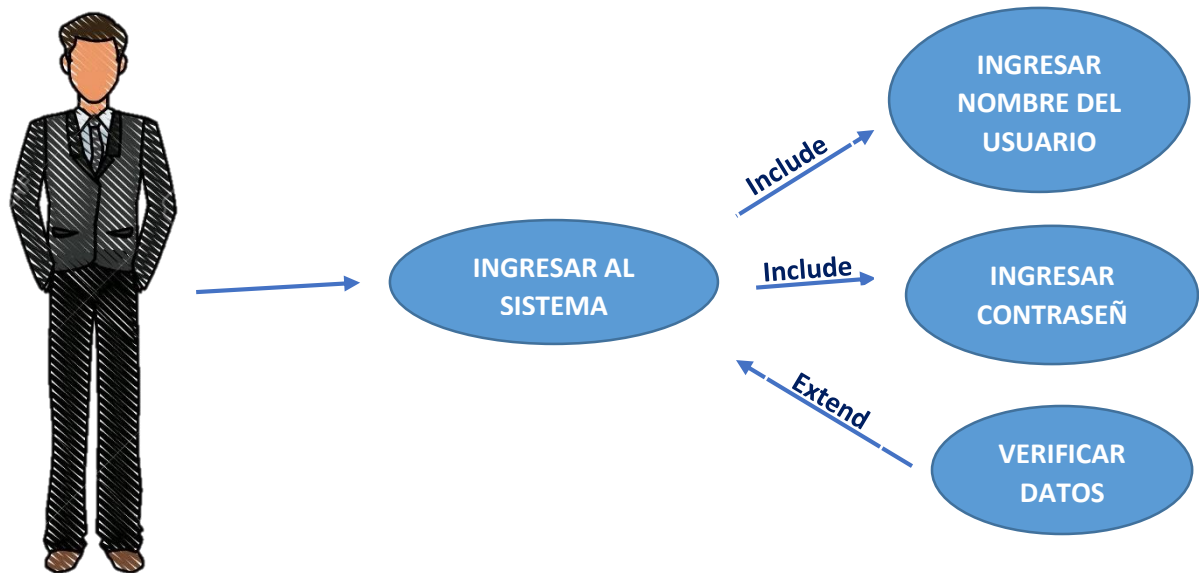 INGRESAR
NOMBRE DEL
USUARIO
Include
INGRESAR AL
SISTEMA
Include
INGRESAR
CONTRASEÑ
Extend
VERIFICAR
DATOS